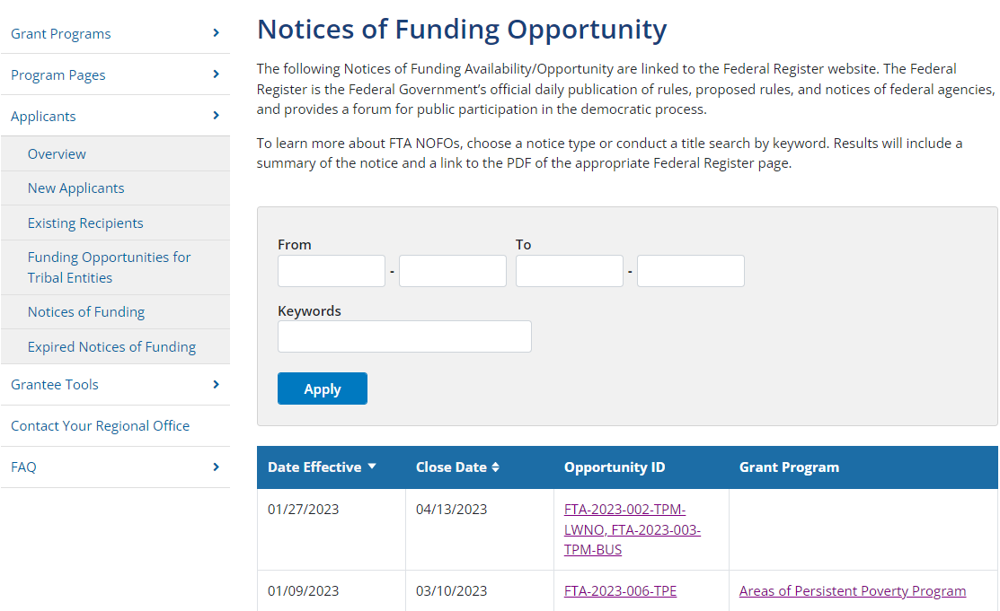 Grant Programs
Program Pages
Applicants
Overview
New Applicants
Existing Recipients
Funding Opportunities for
Tribal Entities
Notices of Funding
Expired Notices of Funding
Grantee Tools
Contact Your Regional Office
FAQ
Notices of Funding Opportunity
The following Notices of Funding Availability/Opportunity are linked to the Federal Register website. The Federal
Register is the Federal Government’s official daily publication of rules, proposed rules, and notices of federal agencies,
and provides a forum for public participation in the democratic process.
To learn more about FTA NOFOs, choose a notice type or conduct a title search by keyword. Results will include a
summary of the notice and a link to the PDF of the appropriate Federal Register page.
From To
- -
Keywords
Apply
Date Effective Close Date Opportunity ID Grant Program
01/27/2023 04/13/2023 FTA-2023-002-TPM-
LWNO, FTA-2023-003-
TPM-BUS
01/09/2023 03/10/2023 FTA-2023-006-TPE Areas of Persistent Poverty Program